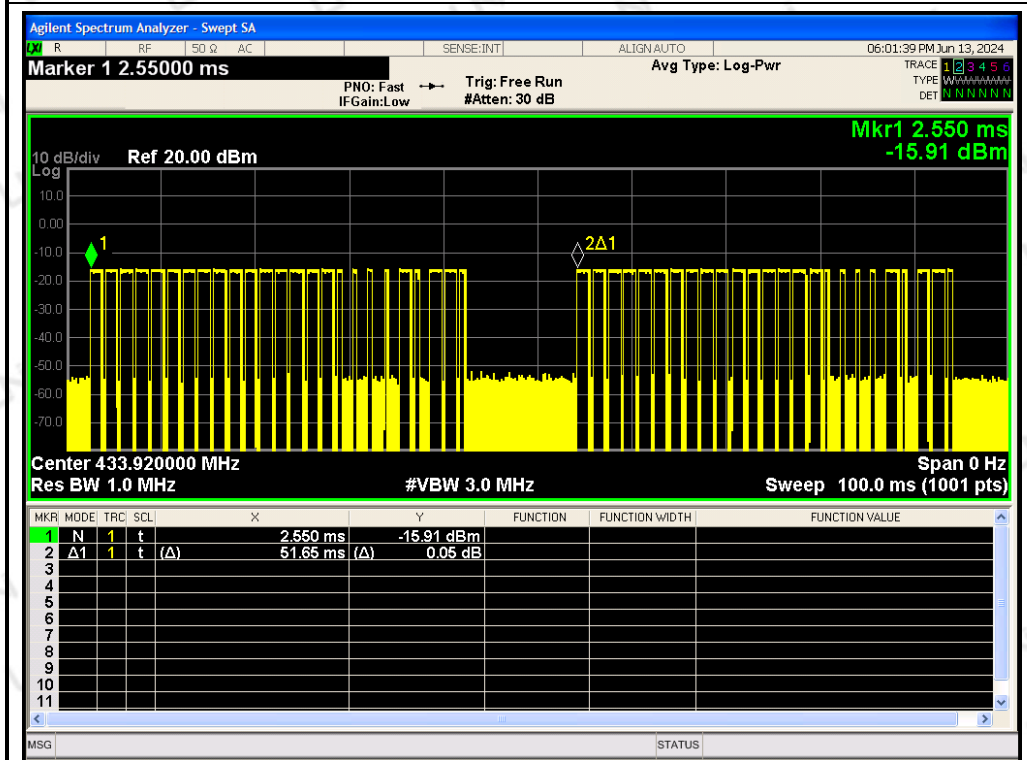 Agilent Spectrum Analyzer - Swept SA
LXI R RF 50 Ω AC SENSE:INT ALIGN AUTO 06:01:39 PM Jun 13, 2024
Marker 1 2.55000 ms Avg Type: Log-Pwr TRACE 1 2 3 4 5 6
PNO: Fast Trig: Free Run TYPE
IFGain:Low #Atten: 30 dB DET N N N N N N
Mkr1 2.550 ms
10 dB/div Ref 20.00 dBm -15.91 dBm
Log
10.0
0.00
1 2Δ1
-10.0
-20.0
-30.0
-40.0
-50.0
-60.0
-70.0
Center 433.920000 MHz Span 0 Hz
Res BW 1.0 MHz #VBW 3.0 MHz Sweep 100.0 ms (1001 pts)
MKR MODE TRC SCL X Y FUNCTION FUNCTION WIDTH FUNCTION VALUE
1 N 1 t 2.550 ms -15.91 dBm
2 Δ1 1 t (Δ) 51.65 ms (Δ) 0.05 dB
3
4
5
6
7
8
9
10
11
MSG STATUS